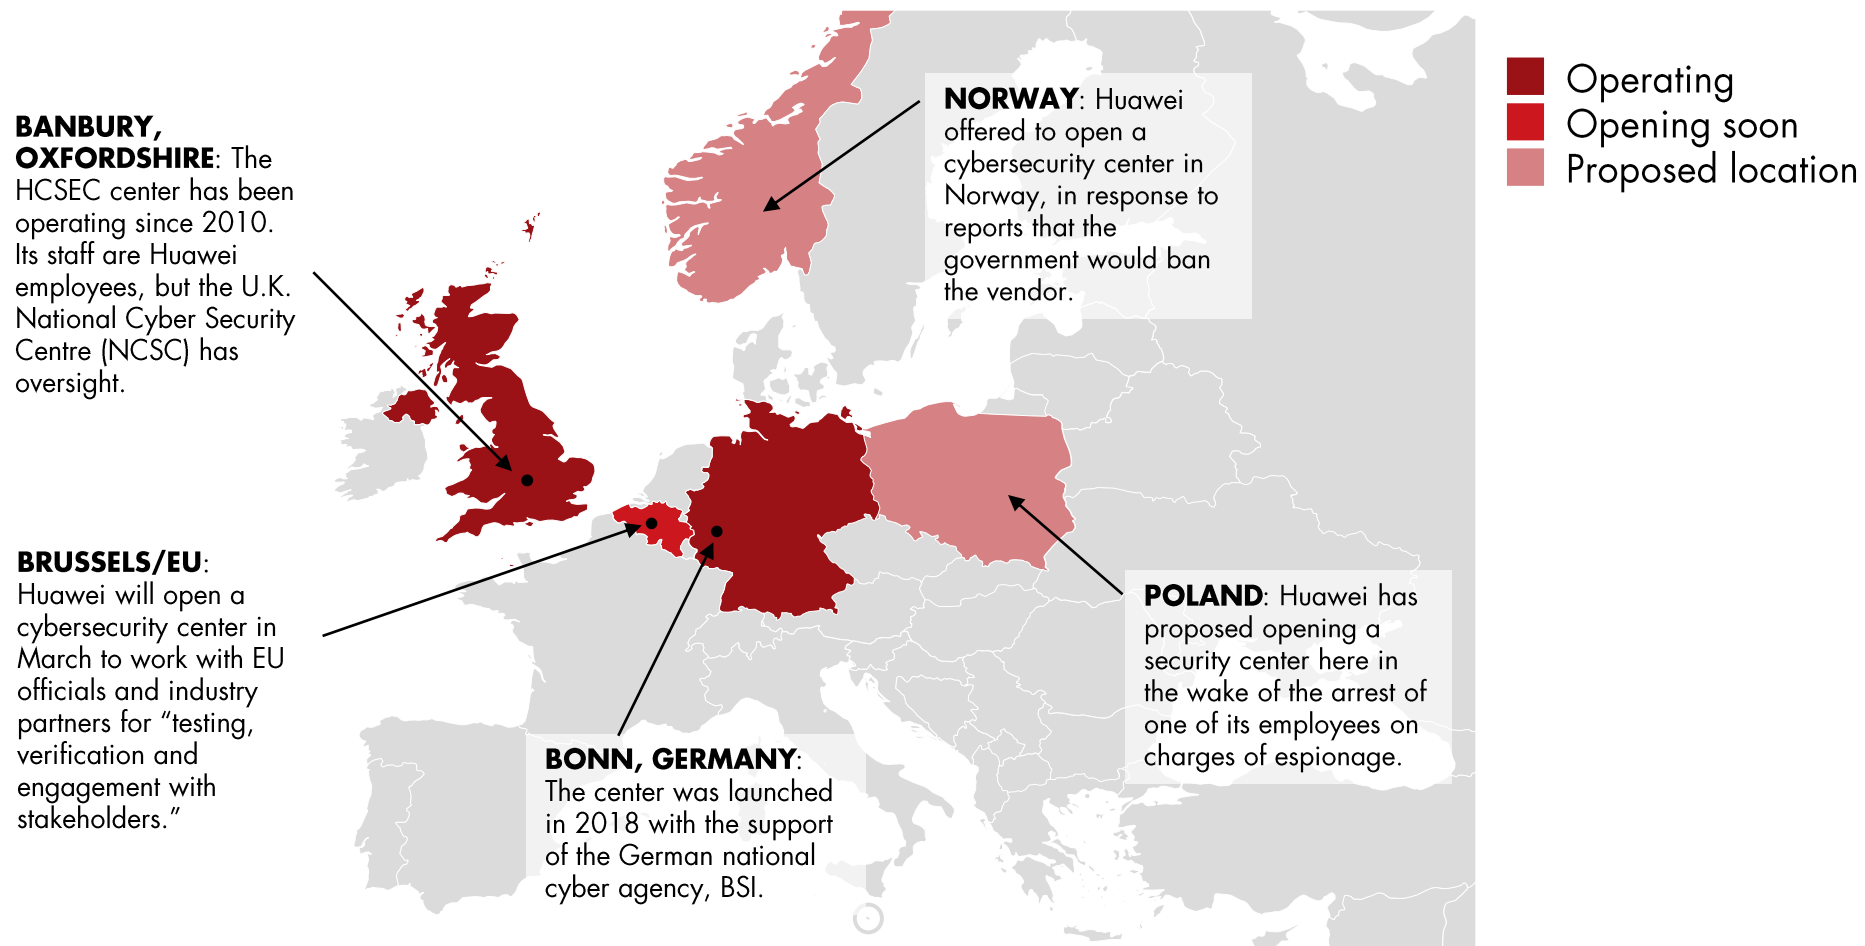 BANBURY,
OXFORDSHIRE: The
HCSEC center has been
operating since 2010.
Its staff are Huawei
employees, but the U.K.
National Cyber Security
Centre (NCSC) has
oversight.
BRUSSELS/EU:
Huawei will open a
cybersecurity center in
March to work with EU
officials and industry
partners for “testing,
verification and
engagement with
stakeholders.”
BONN, GERMANY:
The center was launched
in 2018 with the support
of the German national
cyber agency, BSI.
NORWAY: Huawei
offered to open a
cybersecurity center in
Norway, in response to
reports that the
government would ban
the vendor.
POLAND: Huawei has
proposed opening a
security center here in
the wake of the arrest of
one of its employees on
charges of espionage.
Operating
Opening soon
Proposed location